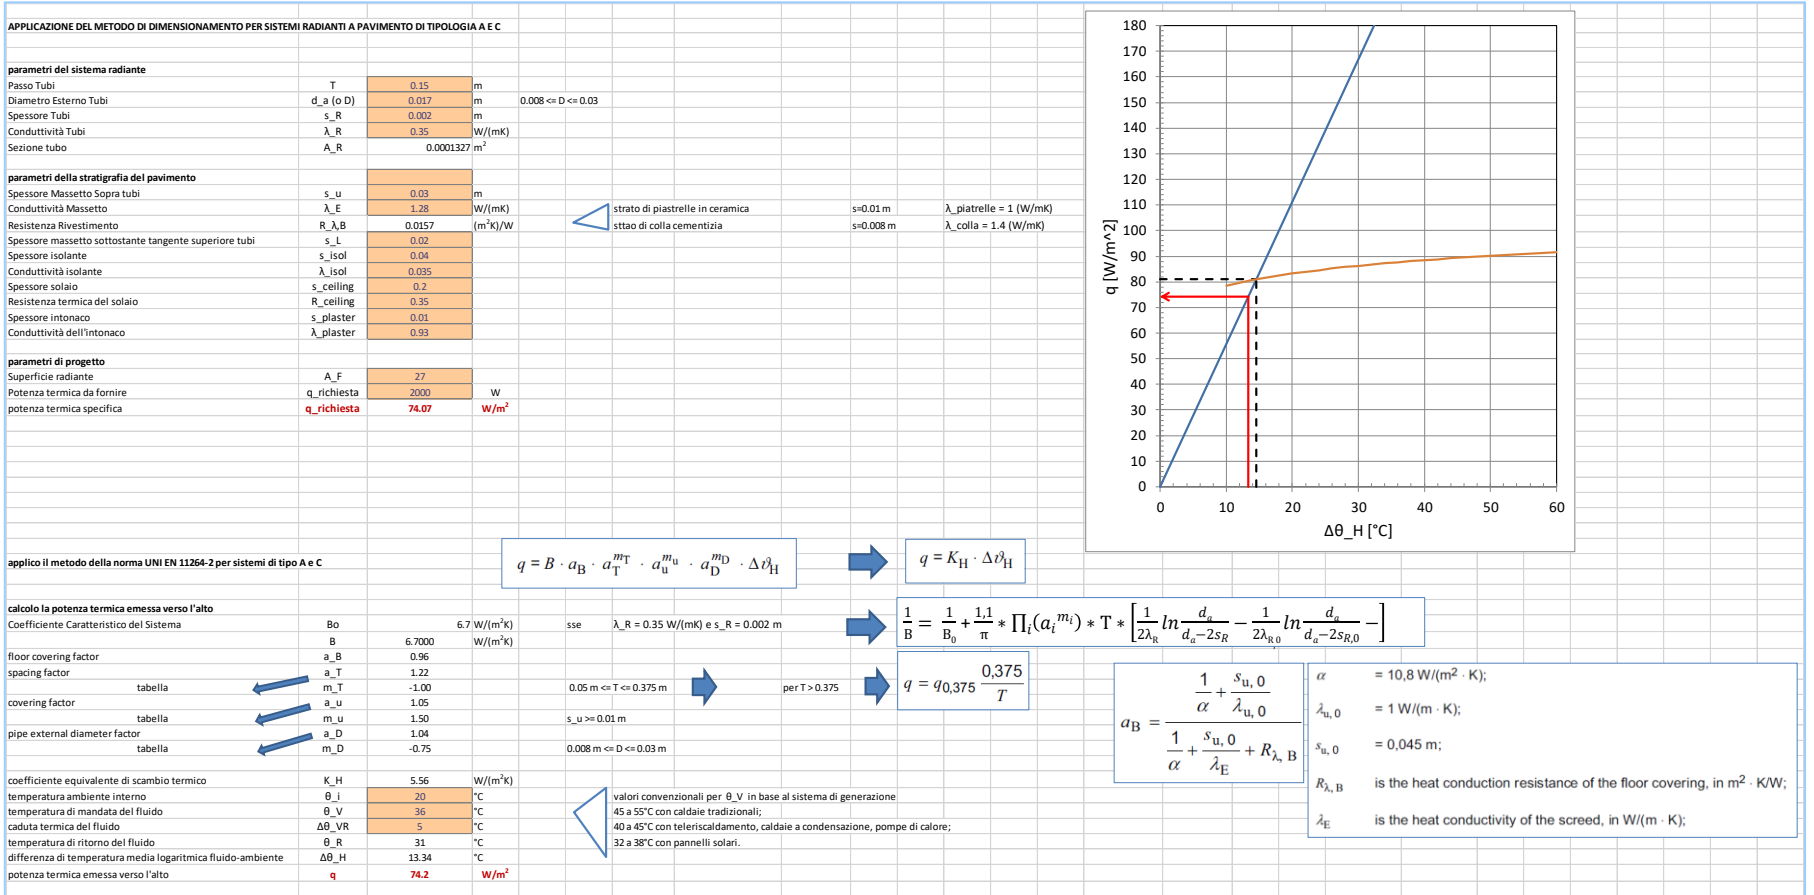 APPLICAZIONE DEL METODO DI DIMENSIONAMENTO PER SISTEMI RADIANTI A PAVIMENTO DI TIPOLOGIA A E C
parametri del sistema radiante
Passo Tubi T 0.15 m
Diametro Esterno Tubi d_a (o D) 0.017 m 0.008 <= D <= 0.03
Spessore Tubi s_R 0.002 m
Conduttività Tubi λ_R 0.35 W/(mK)
Sezione tubo A_R 0.0001327 m²
parametri della stratigrafia del pavimento
Spessore Massetto Sopra tubi s_u 0.03 m
Conduttività Massetto λ_E 1.28 W/(mK) strato di piastrelle in ceramica s=0.01 m λ_piatrelle = 1 (W/mK)
Resistenza Rivestimento R_λ,B 0.0157 (m²K)/W sttao di colla cementizia s=0.008 m λ_colla = 1.4 (W/mK)
Spessore massetto sottostante tangente superiore tubi s_L 0.02
Spessore isolante s_isol 0.04
Conduttività isolante λ_isol 0.035
Spessore solaio s_ceiling 0.2
Resistenza termica del solaio R_ceiling 0.35
Spessore intonaco s_plaster 0.01
Conduttività dell'intonaco λ_plaster 0.93
parametri di progetto
Superficie radiante A_F 27
Potenza termica da fornire q_richiesta 2000 W
potenza termica specifica q_richiesta 74.07 W/m²
180
170
160
150
140
130
120
110
100
90
80
70
60
50
40
30
20
10
0
q [W/m^2]
0 10 20 30 40 50 60
Δθ_H [°C]
applico il metodo della norma UNI EN 11264-2 per sistemi di tipo A e C
q = B · a_B · a_T^{m_T} · a_u^{m_u} · a_D^{m_D} · Δϑ_H
q = K_H · Δϑ_H
calcolo la potenza termica emessa verso l'alto
Coefficiente Caratteristico del Sistema Bo 6.7 W/(m²K) sse λ_R = 0.35 W/(mK) e s_R = 0.002 m
B 6.7000 W/(m²K)
1/B = 1/B_0 + 1,1/π * ∏_i(a_i^{m_i}) * T * [1/2λ_R ln d_a/(d_a−2s_R) − 1/2λ_{R0} ln d_a/(d_a−2s_{R,0}) −]
floor covering factor a_B 0.96
spacing factor a_T 1.22
tabella m_T -1.00 0.05 m <= T <= 0.375 m per T > 0.375
q = q_{0,375} 0,375/T
covering factor a_u 1.05
tabella m_u 1.50 s_u >= 0.01 m
pipe external diameter factor a_D 1.04
tabella m_D -0.75 0.008 m <= D <= 0.03 m
a_B = (1/α + s_{u,0}/λ_{u,0}) / (1/α + s_{u,0}/λ_E + R_{λ,B})
α = 10,8 W/(m² · K);
λ_{u,0} = 1 W/(m · K);
s_{u,0} = 0,045 m;
R_{λ,B} is the heat conduction resistance of the floor covering, in m² · K/W;
λ_E is the heat conductivity of the screed, in W/(m · K);
coefficiente equivalente di scambio termico K_H 5.56 W/(m²K)
temperatura ambiente interno θ_i 20 °C valori convenzionali per θ_V in base al sistema di generazione
temperatura di mandata del fluido θ_V 36 °C 45 a 55°C con caldaie tradizionali;
caduta termica del fluido Δθ_VR 5 °C 40 a 45°C con teleriscaldamento, caldaie a condensazione, pompe di calore;
temperatura di ritorno del fluido θ_R 31 °C 32 a 38°C con pannelli solari.
differenza di temperatura media logaritmica fluido-ambiente Δθ_H 13.34 °C
potenza termica emessa verso l'alto q 74.2 W/m²